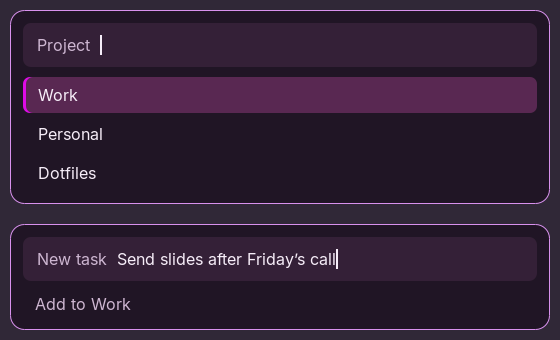 Project
Work
Personal
Dotfiles
New task Send slides after Friday’s call
Add to Work